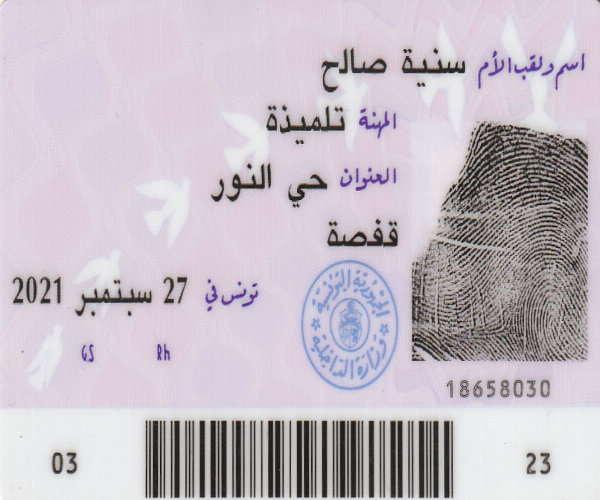 اسم ولقب الأم سنية صالح
المهنة تلميذة
العنوان حي النور
قفصة
تونس في 27 سبتمبر 2021
GS Rh
الجمهورية التونسية
وزارة الداخلية
18658030
03 23